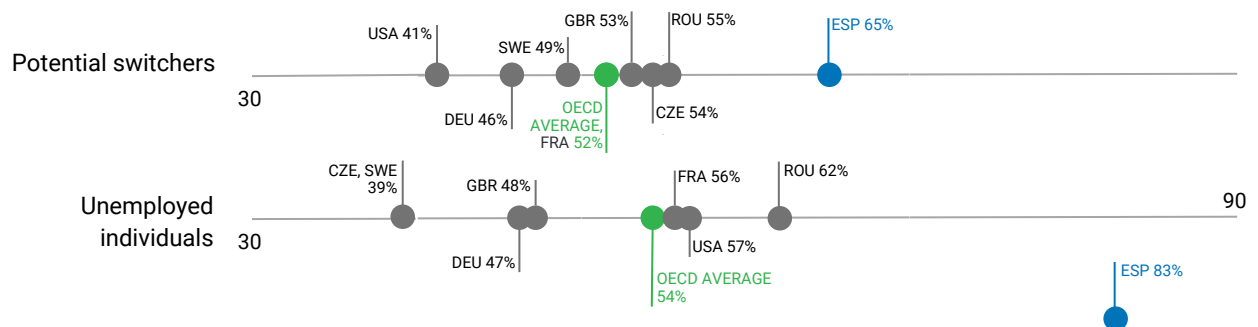 GBR 53%
ROU 55%
ESP 65%
USA 41%
SWE 49%
Potential switchers
30
DEU 46%
OECD
AVERAGE,
FRA 52%
CZE 54%
CZE, SWE
39%
GBR 48%
FRA 56%
ROU 62%
90
Unemployed
individuals
30
DEU 47%
USA 57%
OECD AVERAGE
54%
ESP 83%